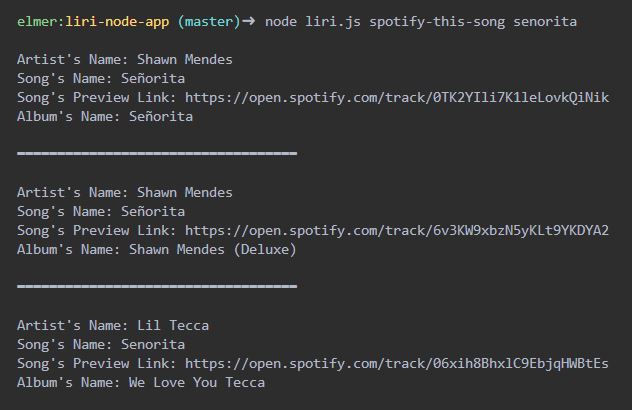 elmer:liri-node-app (master)➜ node liri.js spotify-this-song senorita
Artist's Name: Shawn Mendes
Song's Name: Señorita
Song's Preview Link: https://open.spotify.com/track/0TK2YIli7K1leLovkQiNik
Album's Name: Señorita
===================================
Artist's Name: Shawn Mendes
Song's Name: Señorita
Song's Preview Link: https://open.spotify.com/track/6v3KW9xbzN5yKLt9YKDYA2
Album's Name: Shawn Mendes (Deluxe)
===================================
Artist's Name: Lil Tecca
Song's Name: Senorita
Song's Preview Link: https://open.spotify.com/track/06xih8BhxlC9EbjqHWBtEs
Album's Name: We Love You Tecca